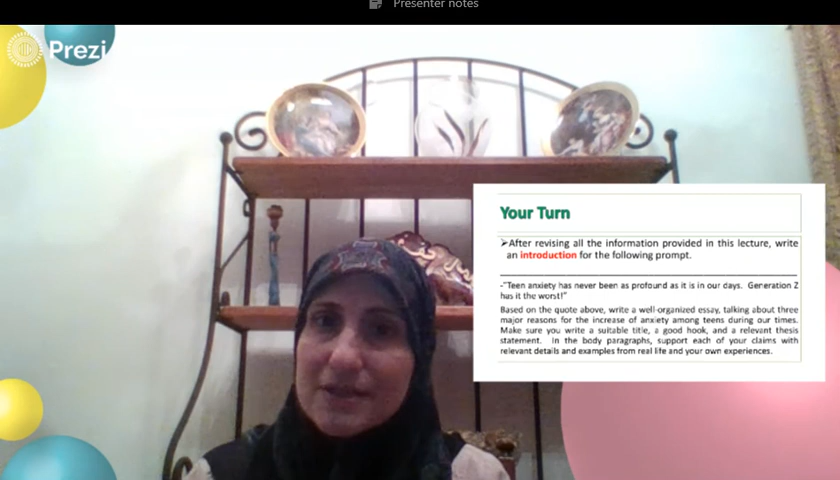 Presenter notes
Prezi
Your Turn
➤After revising all the information provided in this lecture, write
an introduction for the following prompt.
-"Teen anxiety has never been as profound as it is in our days. Generation Z
has it the worst!"
Based on the quote above, write a well-organized essay, talking about three
major reasons for the increase of anxiety among teens during our times.
Make sure you write a suitable title, a good hook, and a relevant thesis
statement. In the body paragraphs, support each of your claims with
relevant details and examples from real life and your own experiences.